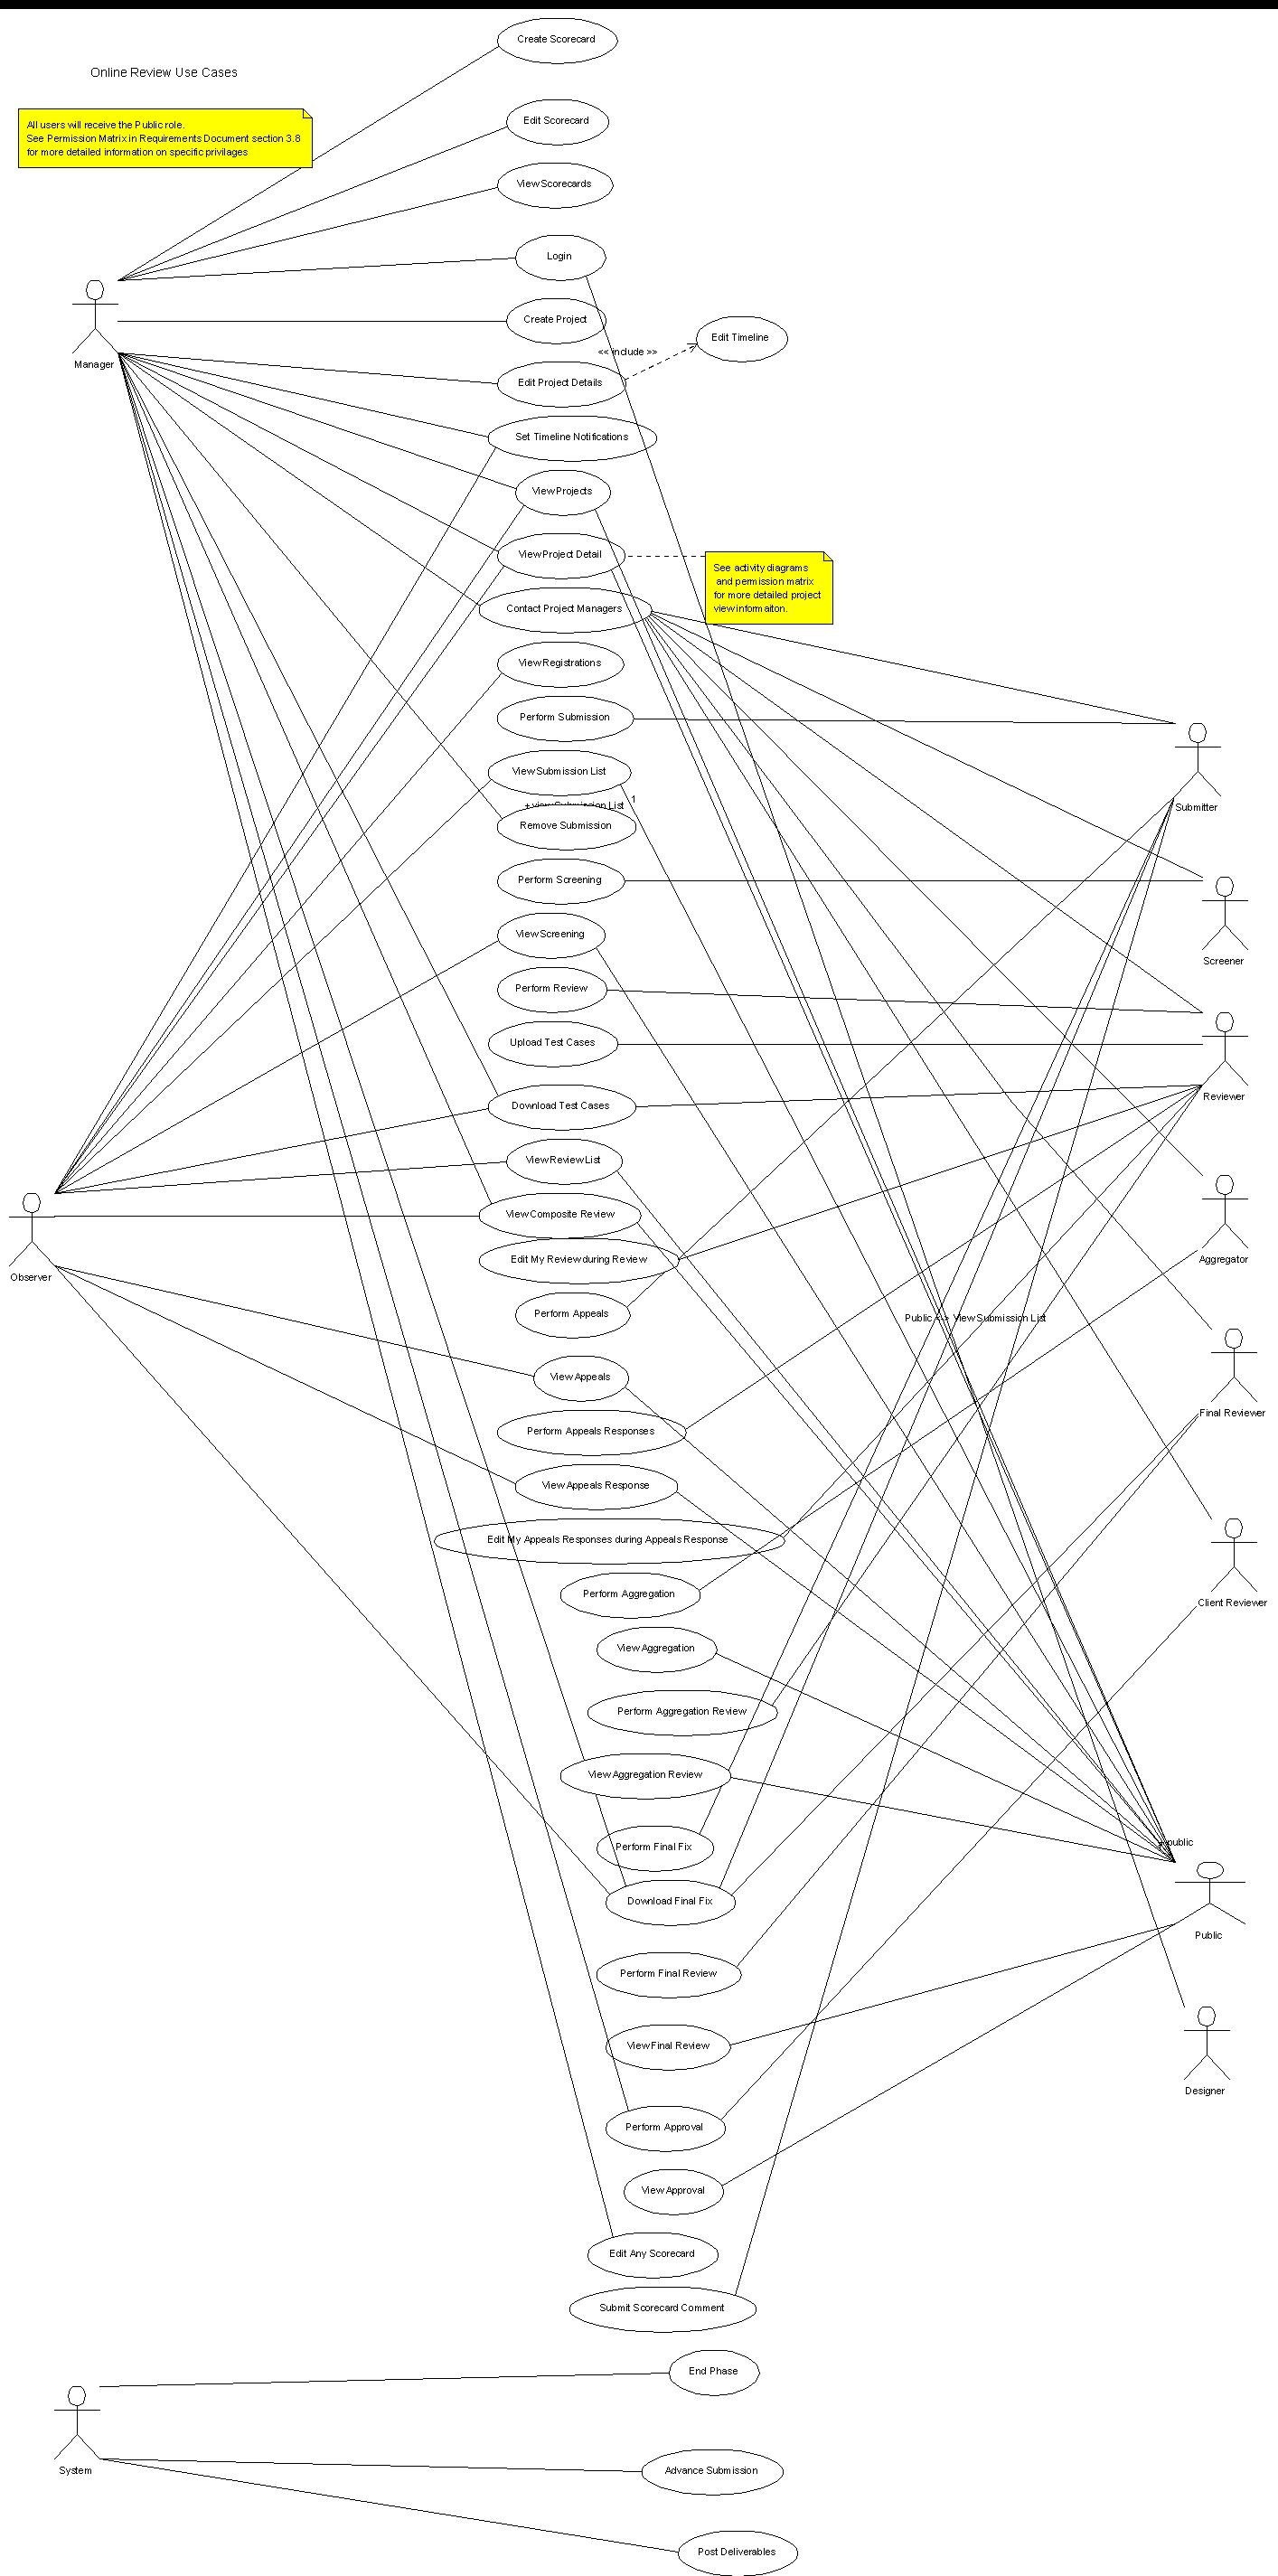 Create Scorecard
Online Review Use Cases
All users will receive the Public role.
See Permission Matrix in Requirements Document section 3.8
for more detailed information on specific privilages
Edit Scorecard
View Scorecards
Login
Create Project
Edit Timeline
<< include >>
Manager
Edit Project Details
Set Timeline Notifications
View Projects
View Project Detail
See activity diagrams
and permission matrix
for more detailed project
view informaiton.
Contact Project Managers
View Registrations
Perform Submission
View Submission List
+ view Submission List 1
Submitter
Remove Submission
Perform Screening
View Screening
Screener
Perform Review
Upload Test Cases
Download Test Cases
Reviewer
View Review List
View Composite Review
Edit My Review during Review
Aggregator
Observer
Perform Appeals
Public <-> View Submission List
View Appeals
Final Reviewer
Perform Appeals Responses
View Appeals Response
Edit My Appeals Responses during Appeals Response
Perform Aggregation
Client Reviewer
View Aggregation
Perform Aggregation Review
View Aggregation Review
public
Perform Final Fix
Download Final Fix
Public
Perform Final Review
View Final Review
Designer
Perform Approval
View Approval
Edit Any Scorecard
Submit Scorecard Comment
End Phase
System
Advance Submission
Post Deliverables